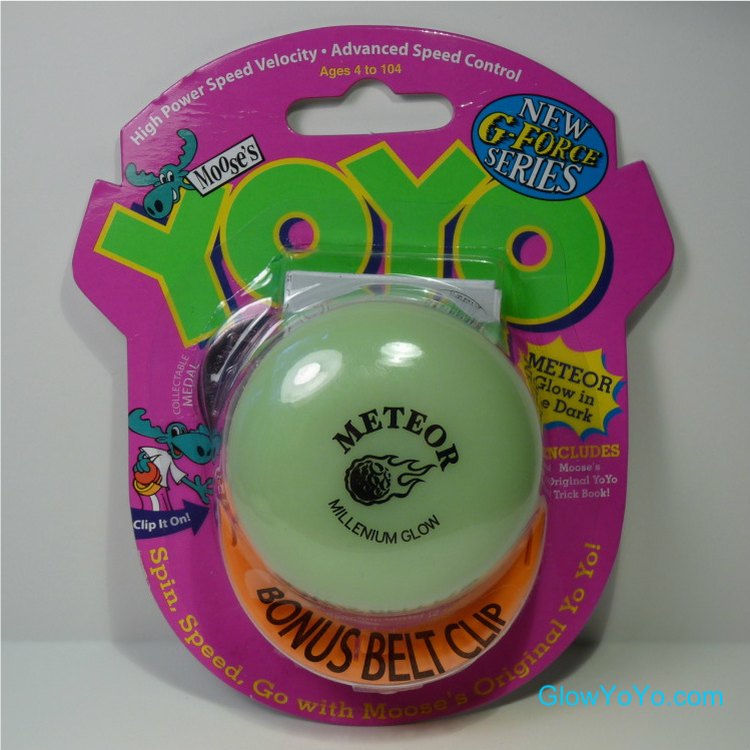 High Power Speed Velocity • Advanced Speed Control
Ages 4 to 104
NEW
G-FORCE
SERIES
Moose's
YOYO
COLLECTABLE
MEDAL
METEOR
Glow in
Dark
METEOR
MILLENIUM GLOW
INCLUDES
Moose's
Original YoYo
Trick Book!
Clip It On!
BONUS BELT CLIP
Spin, Speed, Go with Moose's Original Yo Yo!
GlowYoYo.com